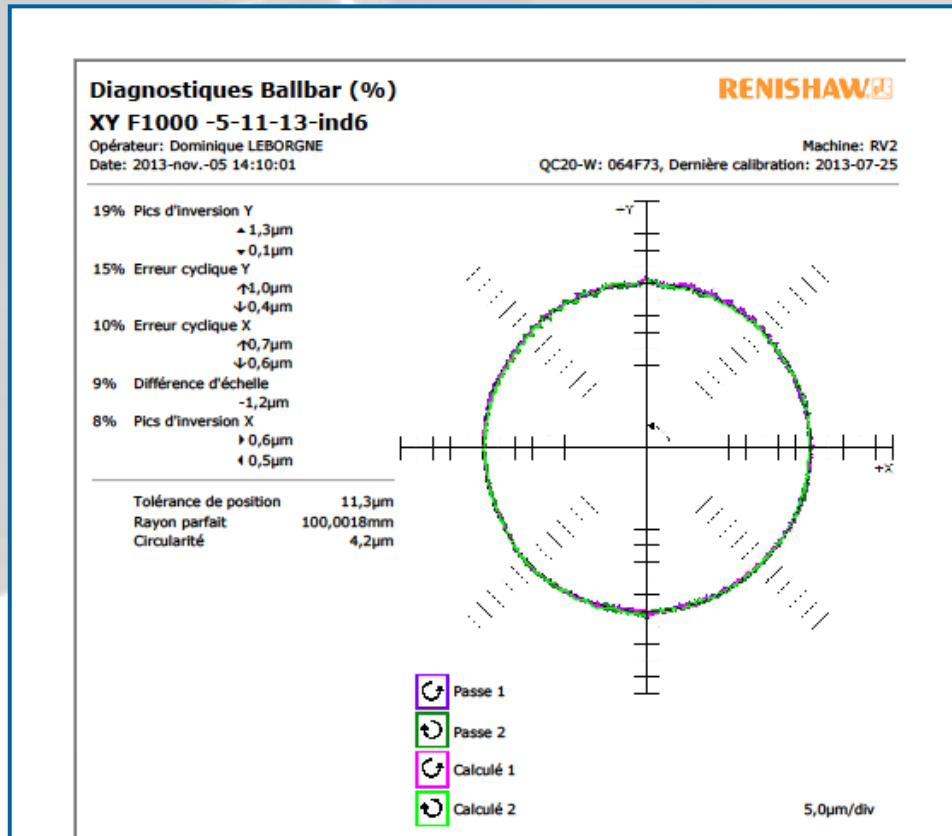 Diagnostiques Ballbar (%)
RENISHAW
XY F1000 -5-11-13-ind6
Opérateur: Dominique LEBORGNE
Machine: RV2
Date: 2013-nov.-05 14:10:01
QC20-W: 064F73, Dernière calibration: 2013-07-25
19% Pics d'inversion Y
▲ 1,3µm
▼ 0,1µm
15% Erreur cyclique Y
↑1,0µm
↓0,4µm
10% Erreur cyclique X
↑0,7µm
↓0,6µm
9% Différence d'échelle
-1,2µm
8% Pics d'inversion X
▶ 0,6µm
◀ 0,5µm
Tolérance de position 11,3µm
Rayon parfait 100,0018mm
Circularité 4,2µm
+Y
+X
Passe 1
Passe 2
Calculé 1
Calculé 2
5,0µm/div